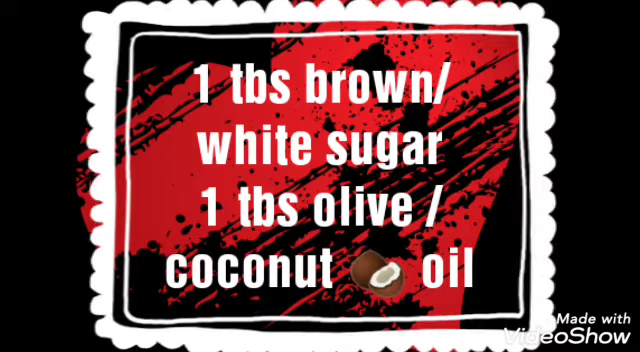 1 tbs brown/
white sugar
1 tbs olive /
coconut 🥥 oil
Made with
VideoShow